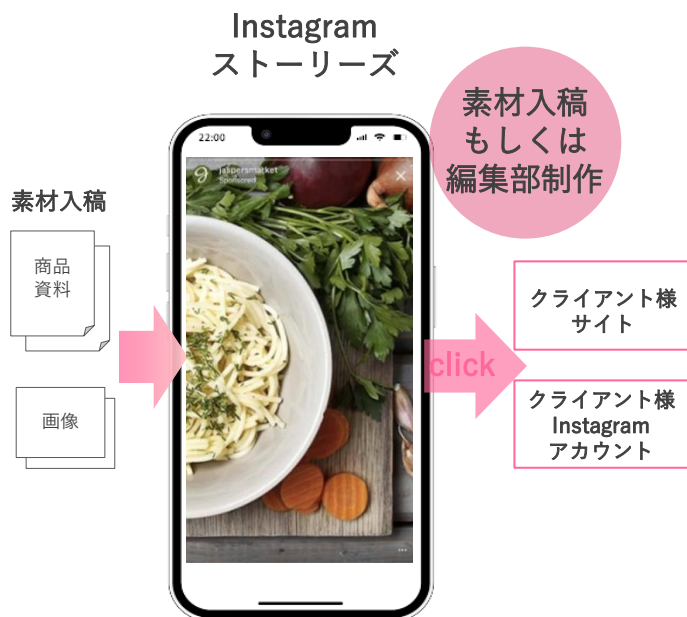 Instagram
ストーリーズ
素材入稿
もしくは
編集部制作
22:00
jaspersmarket
Sponsored
素材入稿
商品
資料
画像
click
クライアント様
サイト
クライアント様
Instagram
アカウント